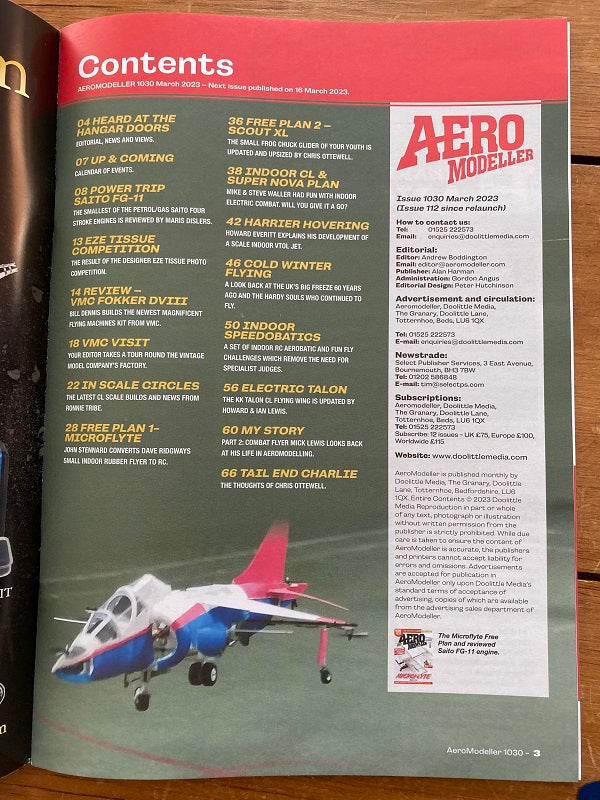 Contents
AEROMODELLER 1030 March 2023 – Next issue published on 16 March 2023.
04 HEARD AT THE
HANGAR DOORS
EDITORIAL, NEWS AND VIEWS.
07 UP & COMING
CALENDAR OF EVENTS.
08 POWER TRIP
SAITO FG-11
THE SMALLEST OF THE PETROL/GAS SAITO FOUR
STROKE ENGINES IS REVIEWED BY MARIS DISLERS.
13 EZE TISSUE
COMPETITION
THE RESULT OF THE DESIGNER EZE TISSUE PHOTO
COMPETITION.
14 REVIEW –
VMC FOKKER DVIII
BILL DENNIS BUILDS THE NEWEST MAGNIFICENT
FLYING MACHINES KIT FROM VMC.
18 VMC VISIT
YOUR EDITOR TAKES A TOUR ROUND THE VINTAGE
MODEL COMPANY'S FACTORY.
22 IN SCALE CIRCLES
THE LATEST CL SCALE BUILDS AND NEWS FROM
RONNIE TRIBE.
28 FREE PLAN 1–
MICROFLYTE
JOHN STENNARD CONVERTS DAVE RIDGWAYS
SMALL INDOOR RUBBER FLYER TO RC.
36 FREE PLAN 2 –
SCOUT XL
THE SMALL FROG CHUCK GLIDER OF YOUR YOUTH IS
UPDATED AND UPSIZED BY CHRIS OTTEWELL.
38 INDOOR CL &
SUPER NOVA PLAN
MIKE & STEVE WALLER HAD FUN WITH INDOOR
ELECTRIC COMBAT. WILL YOU GIVE IT A GO?
42 HARRIER HOVERING
HOWARD EVERITT EXPLAINS HIS DEVELOPMENT OF
A SCALE INDOOR VTOL JET.
46 COLD WINTER
FLYING
A LOOK BACK AT THE UK'S BIG FREEZE 60 YEARS
AGO AND THE HARDY SOULS WHO CONTINUED TO
FLY.
50 INDOOR
SPEEDOBATICS
A SET OF INDOOR RC AEROBATIC AND FUN FLY
CHALLENGES WHICH REMOVE THE NEED FOR
SPECIALIST JUDGES.
56 ELECTRIC TALON
THE KK TALON CL FLYING WING IS UPDATED BY
HOWARD & IAN LEWIS.
60 MY STORY
PART 2: COMBAT FLYER MICK LEWIS LOOKS BACK
AT HIS LIFE IN AEROMODELLING.
66 TAIL END CHARLIE
THE THOUGHTS OF CHRIS OTTEWELL.
AERO
MODELLER
Issue 1030 March 2023
(Issue 112 since relaunch)
How to contact us:
Tel: 01525 222573
Email: enquiries@doolittlemedia.com
Editorial:
Editor: Andrew Boddington
Email: editor@aeromodeller.com
Publisher: Alan Harman
Administration: Gordon Angus
Editorial Design: Peter Hutchinson
Advertisement and circulation:
Aeromodeller, Doolittle Media,
The Granary, Doolittle Lane,
Totternhoe, Beds, LU6 1QX
Tel: 01525 222573
E-mail: enquiries@doolittlemedia.com
Newstrade:
Select Publisher Services, 3 East Avenue,
Bournemouth, BH3 7BW
Tel: 01202 586848
E-mail: tim@selectps.com
Subscriptions:
Aeromodeller, Doolittle Media,
The Granary, Doolittle Lane,
Totternhoe, Beds, LU6 1QX
Tel: 01525 222573
Subscribe: 12 issues – UK £75, Europe £100,
Worldwide £115
Website: www.doolittlemedia.com
AeroModeller is published monthly by
Doolittle Media, The Granary, Doolittle
Lane, Totternhoe, Bedfordshire, LU6
1QX. Entire Contents © 2023 Doolittle
Media Reproduction in part or whole
of any text, photograph or illustration
without written permission from the
publisher is strictly prohibited. While due
care is taken to ensure the content of
AeroModeller is accurate, the publishers
and printers cannot accept liability for
errors and omissions. Advertisements
are accepted for publication in
AeroModeller only upon Doolittle Media's
standard terms of acceptance of
advertising, copies of which are available
from the advertising sales department of
AeroModeller.
AERO
MODELLER
MICROFLYTE
The Microflyte Free
Plan and reviewed
Saito FG-11 engine.
AeroModeller 1030 – 3